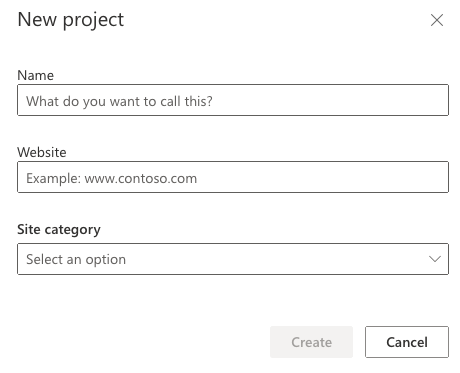 New project
Name
What do you want to call this?
Website
Example: www.contoso.com
Site category
Select an option
Create
Cancel